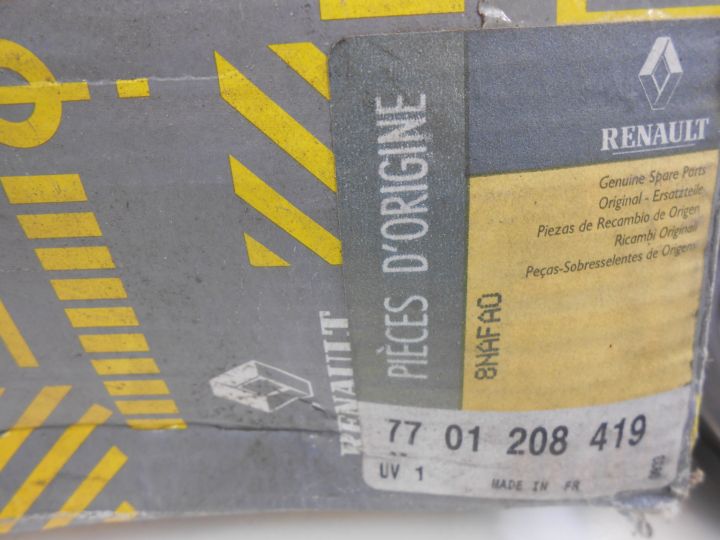 RENAULT
Genuine Spare Parts
Original - Ersatzteile
Piezas de Recambio de Origen
Ricambi Originali
Peças-Sobresselentes de Origem
PIÈCES D'ORIGINE
8NAFAO
RENAULT
77 01 208 419
UV 1
MADE IN FR